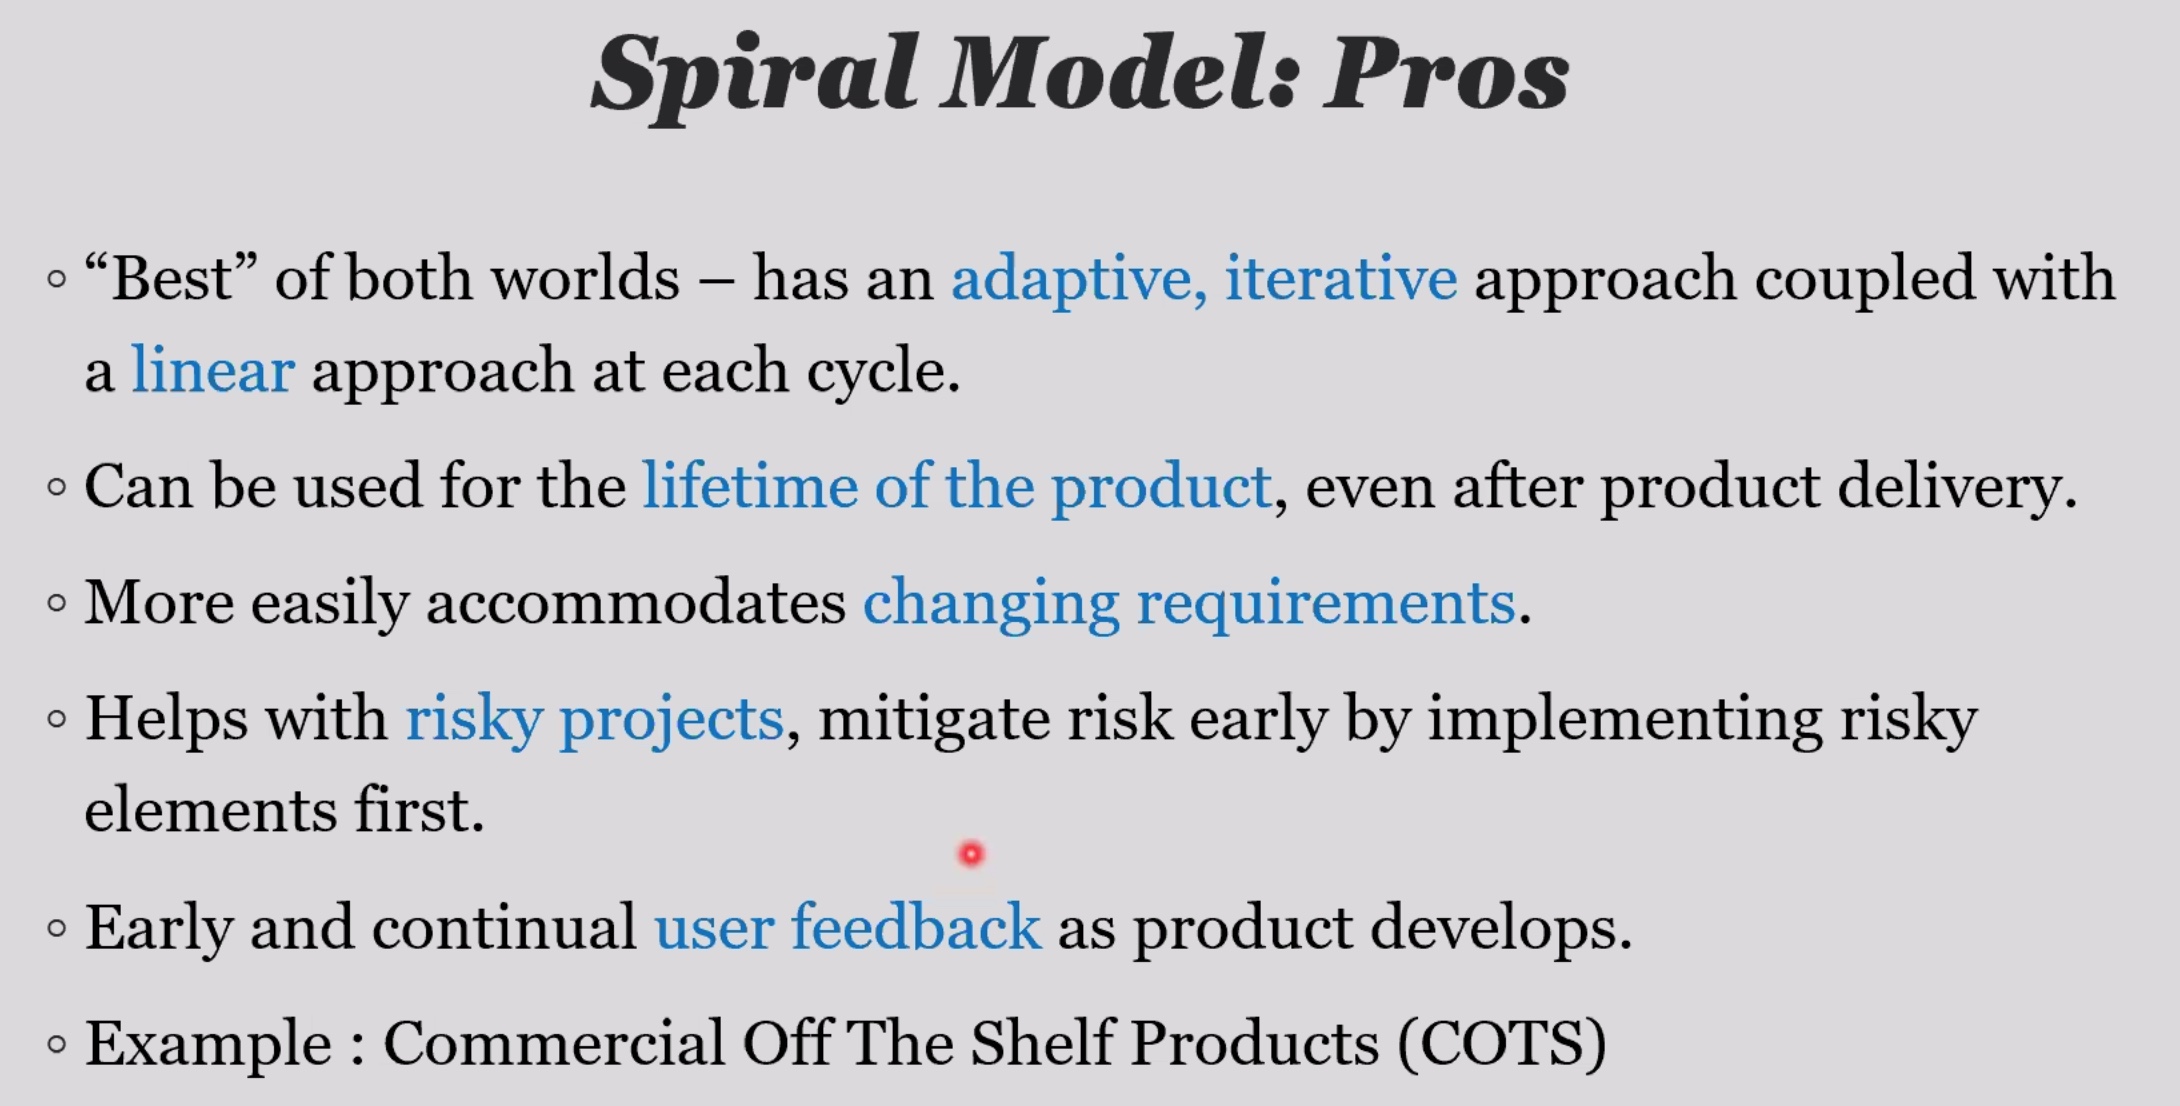 Spiral Model: Pros
◦ “Best” of both worlds – has an adaptive, iterative approach coupled with
a linear approach at each cycle.
◦ Can be used for the lifetime of the product, even after product delivery.
◦ More easily accommodates changing requirements.
◦ Helps with risky projects, mitigate risk early by implementing risky
elements first.
◦ Early and continual user feedback as product develops.
◦ Example : Commercial Off The Shelf Products (COTS)